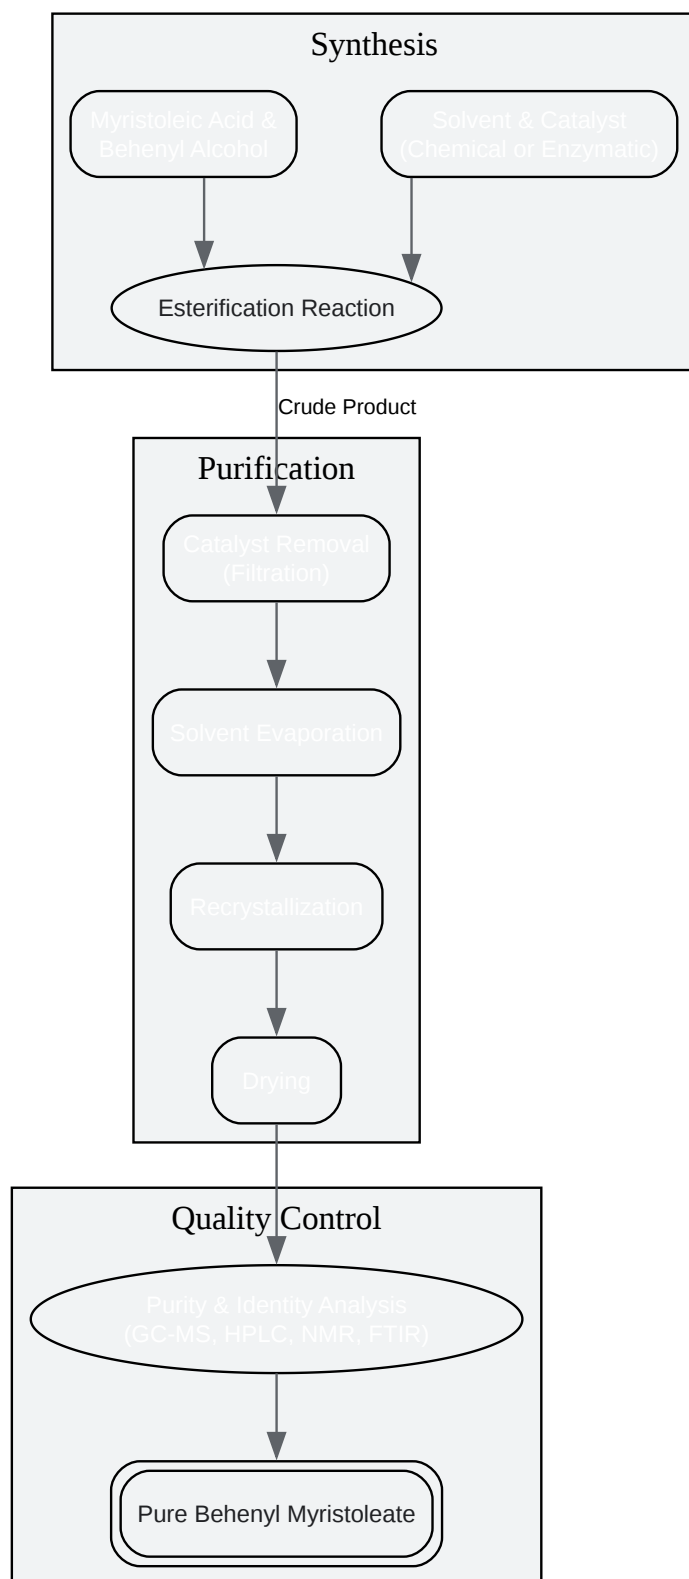 Synthesis
Myristoleic Acid &
Behenyl Alcohol
Solvent & Catalyst
(Chemical or Enzymatic)
Esterification Reaction
Crude Product
Purification
Catalyst Removal
(Filtration)
Solvent Evaporation
Recrystallization
Drying
Quality Control
Purity & Identity Analysis
(GC-MS, HPLC, NMR, FTIR)
Pure Behenyl Myristoleate